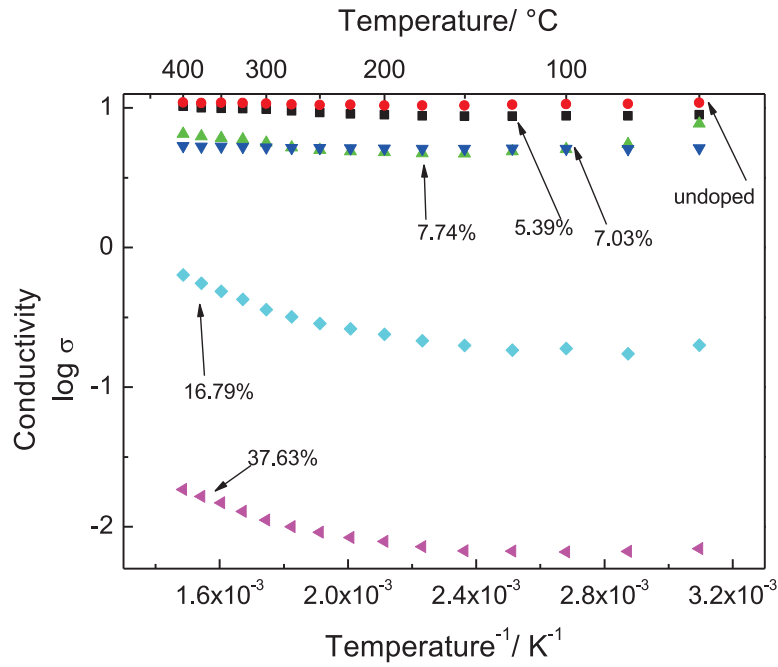 Temperature/ °C
400 300 200 100
1
0
-1
-2
Conductivity
log σ
undoped
5.39%
7.03%
7.74%
16.79%
37.63%
1.6x10⁻³ 2.0x10⁻³ 2.4x10⁻³ 2.8x10⁻³ 3.2x10⁻³
Temperature⁻¹/ K⁻¹